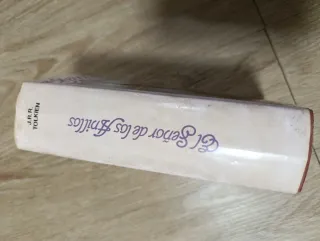 J.R.R.
TOLKIEN
El Señor de los Anillos